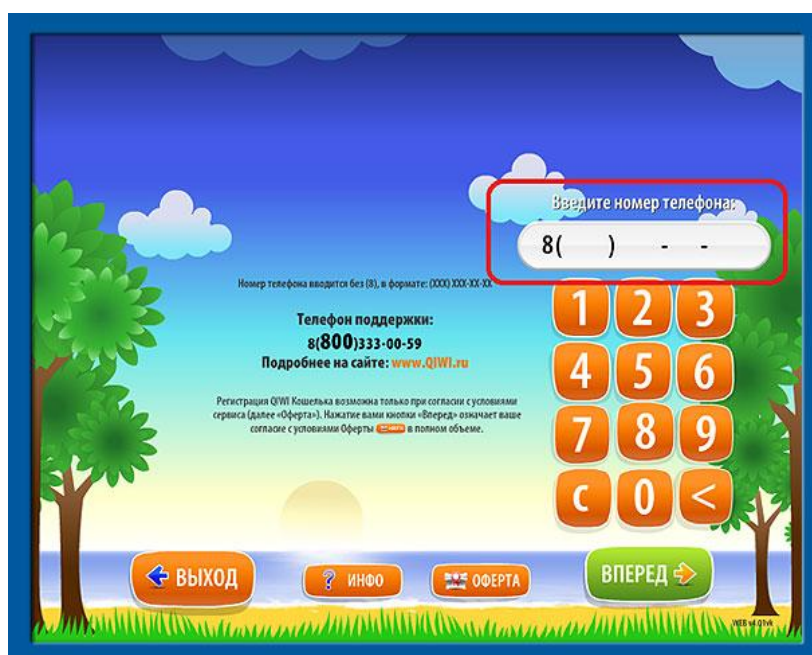 Введите номер телефона:
8( ) - -
Номер телефона вводится без (8), в формате: (XXX) XXX-XX-XX
Телефон поддержки:
8(800)333-00-59
Подробнее на сайте: www.QIWI.ru
Регистрация QIWI Кошелька возможна только при согласии с условиями
сервиса (далее «Оферта»). Нажатие вами кнопки «Вперед» означает ваше
согласие с условиями Оферты в полном объеме.
1 2 3
4 5 6
7 8 9
С 0 <
ВЫХОД
? ИНФО
ОФЕРТА
ВПЕРЕД
WEB v4.01vk